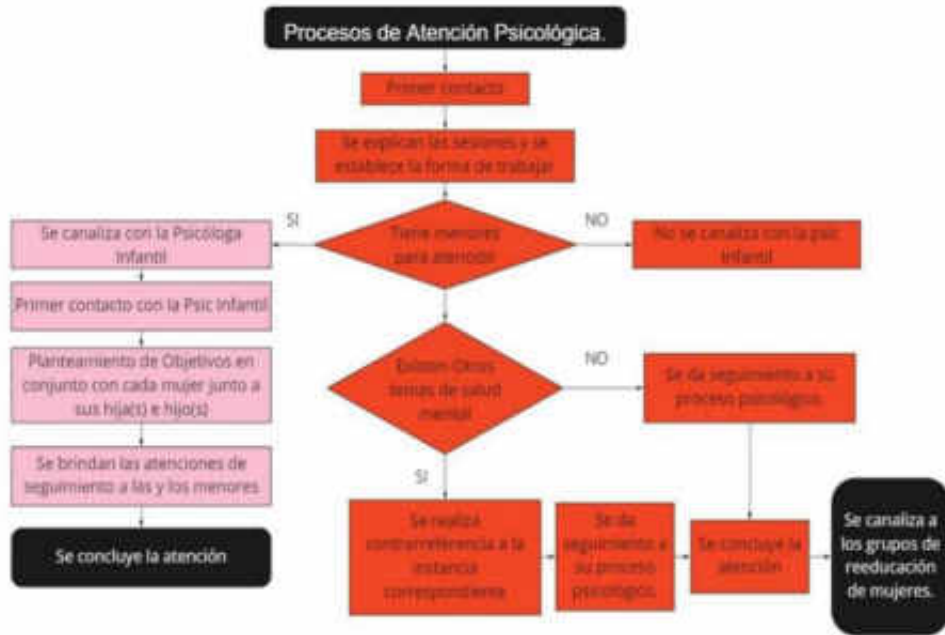 Procesos de Atención Psicológica.
Primer contacto
Se explican las sesiones y se
establece la forma de trabajar
SI
NO
Se canaliza con la Psicóloga
Infantil
Tiene menores
para atención
No se canaliza con la psic
Infantil
Primer contacto con la Psic Infantil
Planteamiento de Objetivos en
conjunto con cada mujer junto a
sus hija(s) e hijo(s)
Existen Otros
temas de salud
mental
NO
Se da seguimiento a su
proceso psicológico.
Se brindan las atenciones de
seguimiento a las y los menores
SI
Se concluye la atención
Se realiza
contrarreferencia a la
instancia
correspondiente
Se da
seguimiento a
su proceso
psicológico.
Se concluye la
atención
Se canaliza a
los grupos de
reeducación
de mujeres.